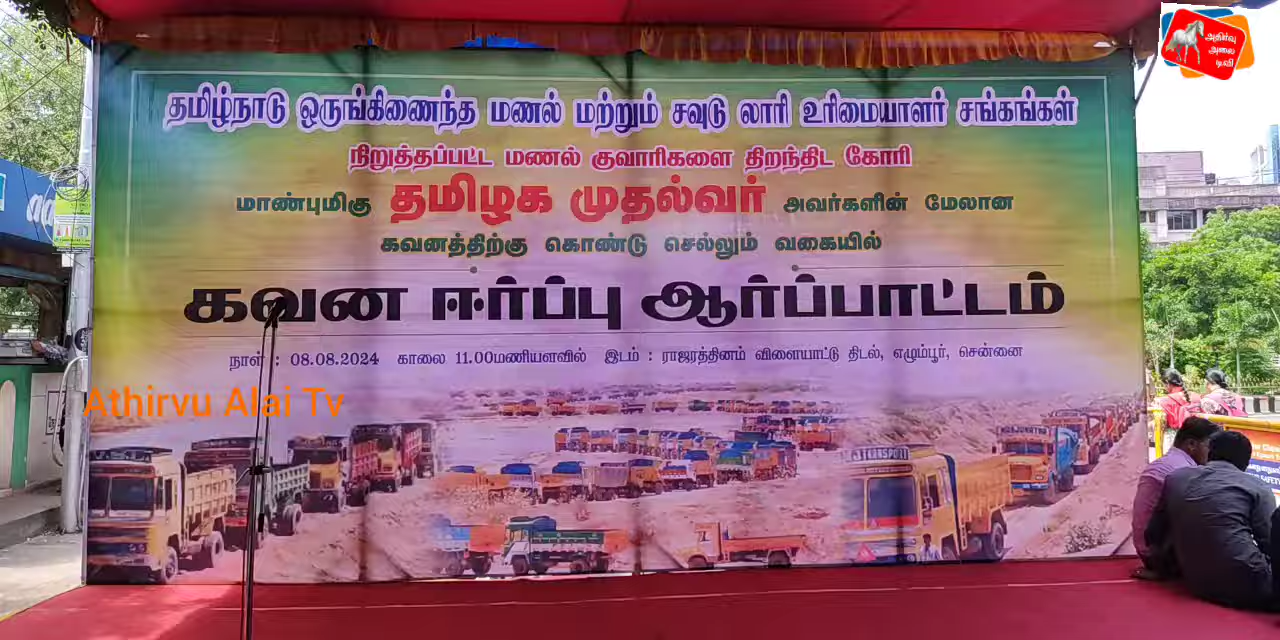 தமிழ்நாடு ஒருங்கிணைந்த மணல் மற்றும் சவுடு லாரி உரிமையாளர் சங்கங்கள்
நிறுத்தப்பட்ட மணல் குவாரிகளை திறந்திட கோரி
மாண்புமிகு தமிழக முதல்வர் அவர்களின் மேலான
கவனத்திற்கு கொண்டு செல்லும் வகையில்
கவன ஈர்ப்பு ஆர்ப்பாட்டம்
நாள் : 08.08.2024 காலை 11.00மணியளவில் இடம் : ராஜரத்தினம் விளையாட்டு திடல், எழும்பூர், சென்னை
Athirvu Alai Tv
அதிர்வு
அலை
டிவி